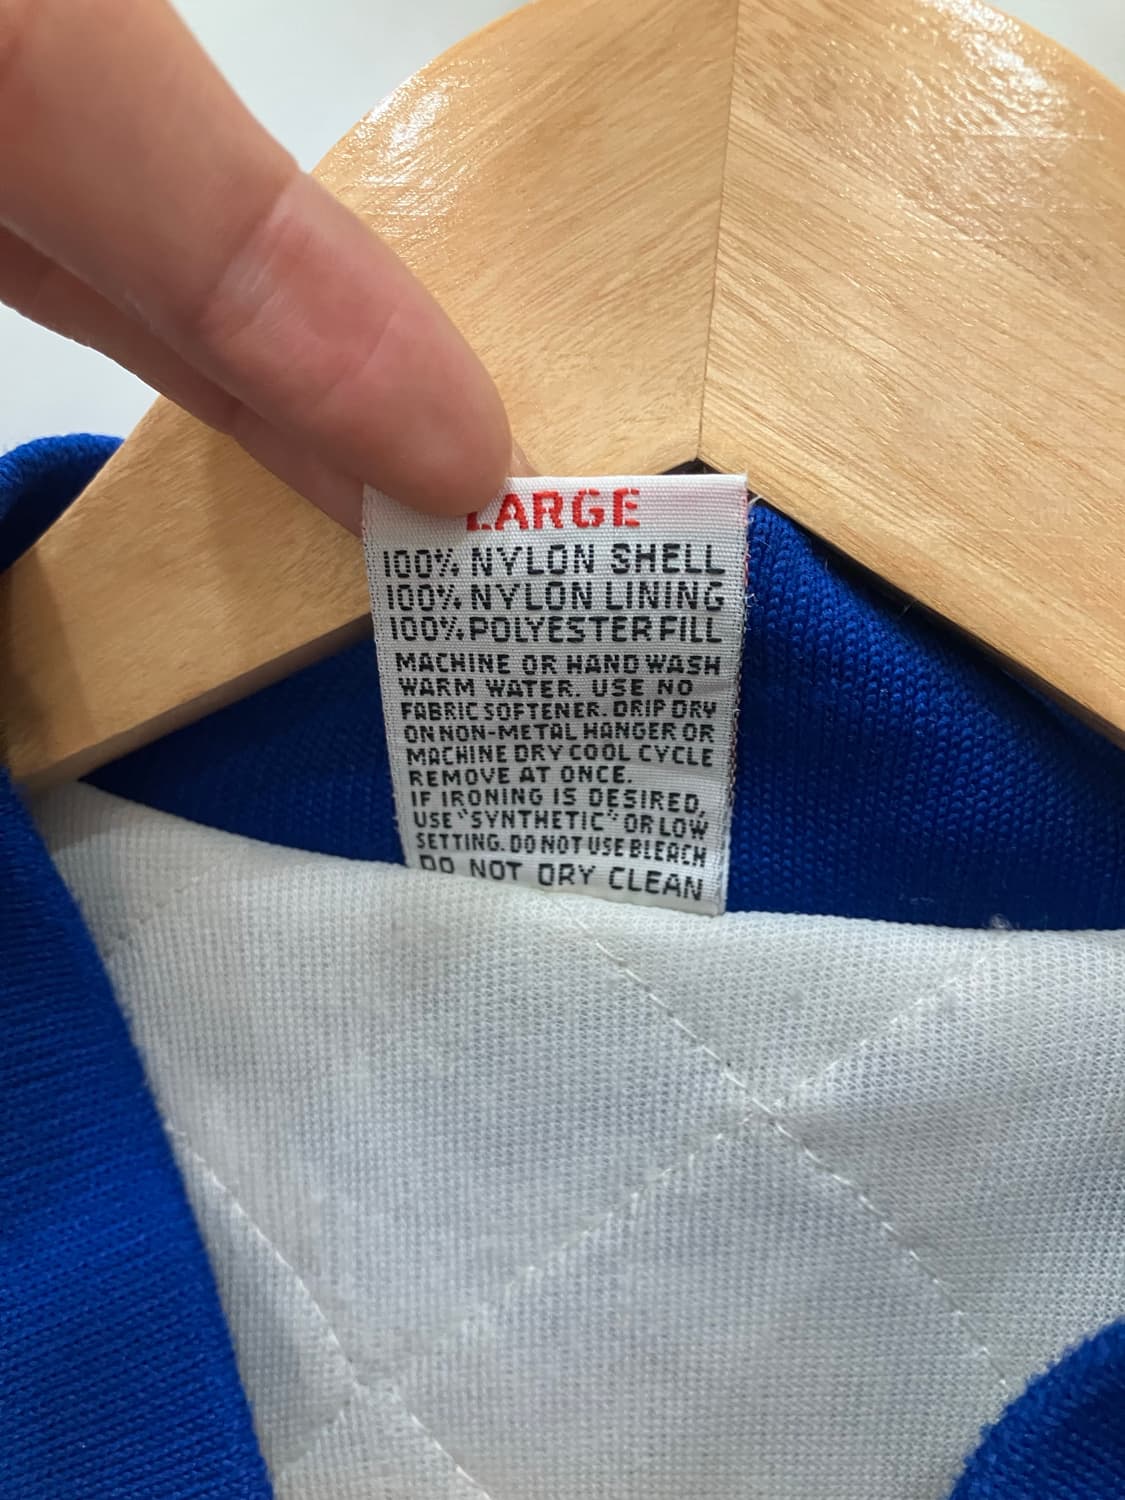 LARGE
100% NYLON SHELL
100% NYLON LINING
100% POLYESTER FILL
MACHINE OR HAND WASH
WARM WATER. USE NO
FABRIC SOFTENER. DRIP DRY
ON NON-METAL HANGER OR
MACHINE DRY COOL CYCLE
REMOVE AT ONCE.
IF IRONING IS DESIRED,
USE "SYNTHETIC" OR LOW
SETTING. DO NOT USE BLEACH
DO NOT DRY CLEAN